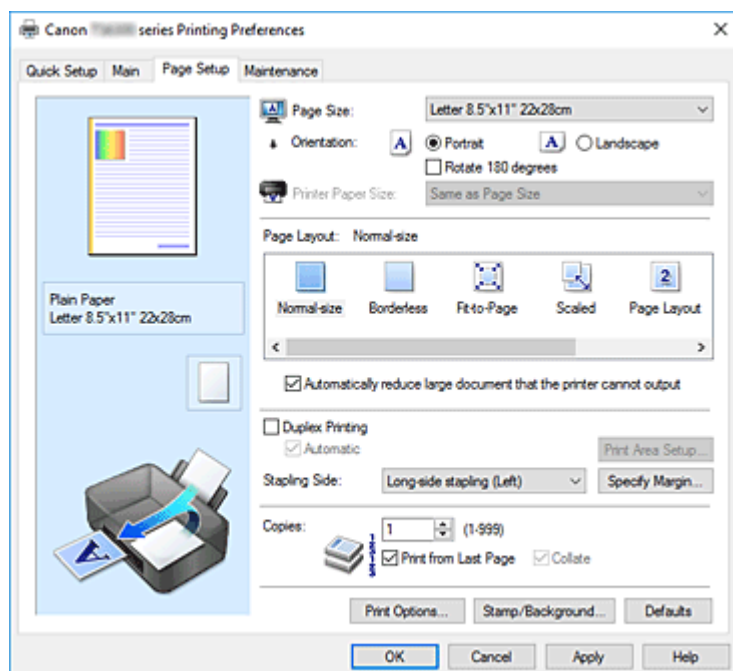 Canon series Printing Preferences
Quick Setup Main Page Setup Maintenance
Page Size: Letter 8.5"x11" 22x28cm
Orientation: A Portrait A Landscape
Rotate 180 degrees
Printer Paper Size: Same as Page Size
Page Layout: Normal-size
2
Normal-size Borderless Fit-to-Page Scaled Page Layout
Plain Paper
Letter 8.5"x11" 22x28cm
Automatically reduce large document that the printer cannot output
Duplex Printing
Automatic Print Area Setup...
Stapling Side: Long-side stapling (Left) Specify Margin...
Copies: 1 (1-999)
Print from Last Page Collate
A
Print Options... Stamp/Background... Defaults
OK Cancel Apply Help